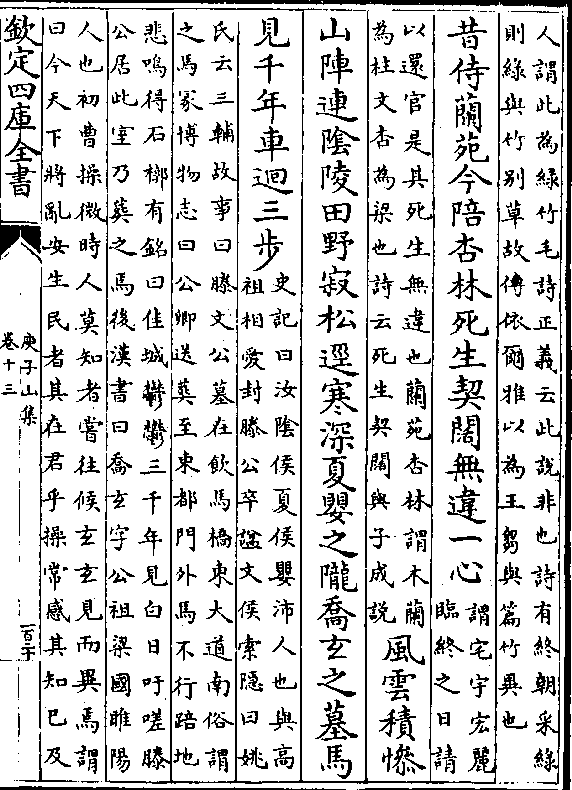 人謂此為綠竹毛詩正義云此說非也詩有終朝采綠
則綠與竹別草故傳依爾雅以為王芻與篇竹異也
昔侍蘭苑今陪杏林死生契闊無違一心
謂宅宇宏麗
臨終之日請
以還官是其死生無違也蘭苑杏林謂木蘭
為柱文杏為梁也詩云死生契闊與子成說
風雲積慘
山陣連陰陵田野寂松逕寒深夏嬰之隴喬玄之墓馬
見千年車迴三步
史記曰汝陰侯夏侯嬰沛人也與高
祖相愛封滕公卒諡文侯索隱曰姚
氏云三輔故事曰滕文公墓在飲馬橋東大道南俗謂
之馬冢博物志曰公卿送葬至東都門外馬不行踣地
悲鳴得石槨有銘曰佳城鬱鬱三千年見白日吁嗟滕
公居此室乃葬之焉後漢書曰喬玄字公祖梁國睢陽
人也初曹操微時人莫知者嘗往候玄玄見而異焉謂
曰今天下將亂安生民者其在君乎操常感其知已及
欽定四庫全書
庾子山集
卷十三